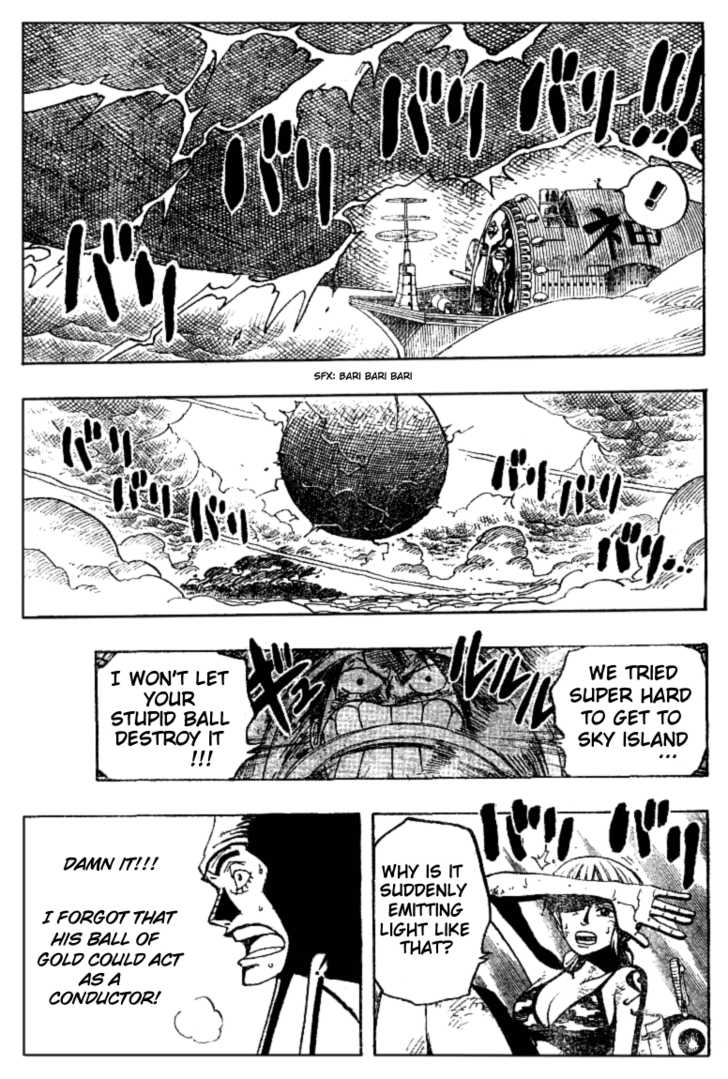 バリ
バリ
バリ
バリ
バリ!!!
!
神
SFX: BARI BARI BARI
バリ
バリ
バリ
バリ
バリ
バリ…
WE TRIED
SUPER HARD
TO GET TO
SKY ISLAND
...
ギュルルルル
I WON'T LET
YOUR
STUPID BALL
DESTROY IT
!!!
バリ
バリ
WHY IS IT
SUDDENLY
EMITTING
LIGHT LIKE
THAT?
DAMN IT!!!
I FORGOT THAT
HIS BALL OF
GOLD COULD ACT
AS A
CONDUCTOR!